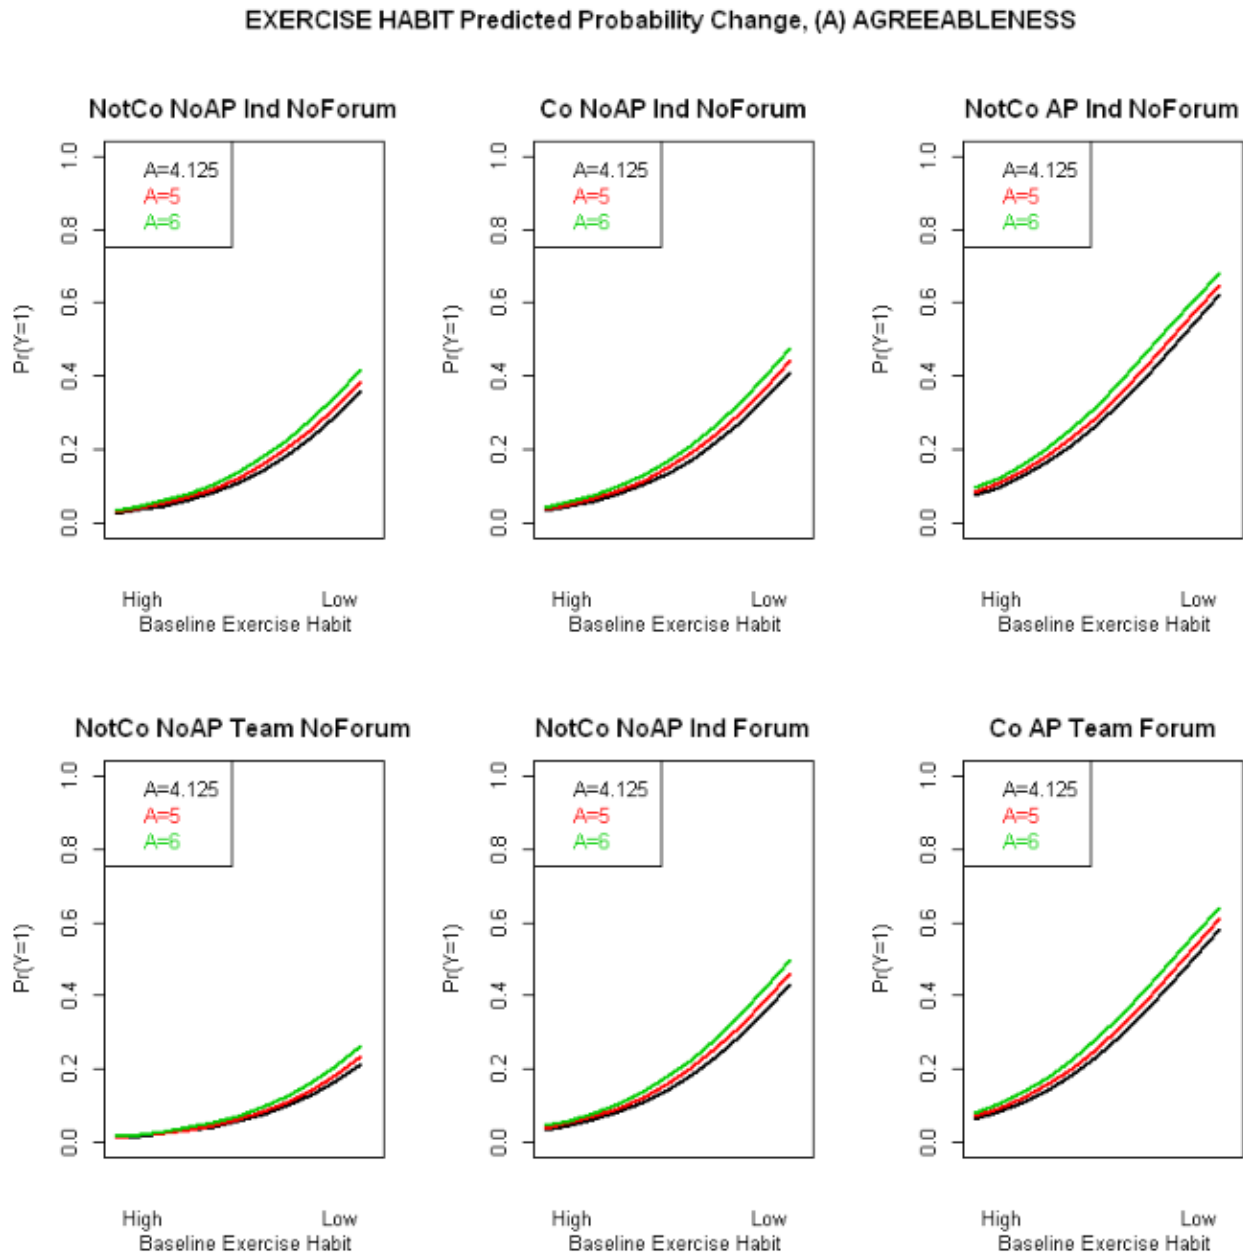 EXERCISE HABIT Predicted Probability Change, (A) AGREEABLENESS
NotCo NoAP Ind NoForum
A=4.125
A=5
A=6
Pr(Y=1)
0.0 0.2 0.4 0.6 0.8 1.0
High Low
Baseline Exercise Habit
Co NoAP Ind NoForum
A=4.125
A=5
A=6
Pr(Y=1)
0.0 0.2 0.4 0.6 0.8 1.0
High Low
Baseline Exercise Habit
NotCo AP Ind NoForum
A=4.125
A=5
A=6
Pr(Y=1)
0.0 0.2 0.4 0.6 0.8 1.0
High Low
Baseline Exercise Habit
NotCo NoAP Team NoForum
A=4.125
A=5
A=6
Pr(Y=1)
0.0 0.2 0.4 0.6 0.8 1.0
High Low
Baseline Exercise Habit
NotCo NoAP Ind Forum
A=4.125
A=5
A=6
Pr(Y=1)
0.0 0.2 0.4 0.6 0.8 1.0
High Low
Baseline Exercise Habit
Co AP Team Forum
A=4.125
A=5
A=6
Pr(Y=1)
0.0 0.2 0.4 0.6 0.8 1.0
High Low
Baseline Exercise Habit